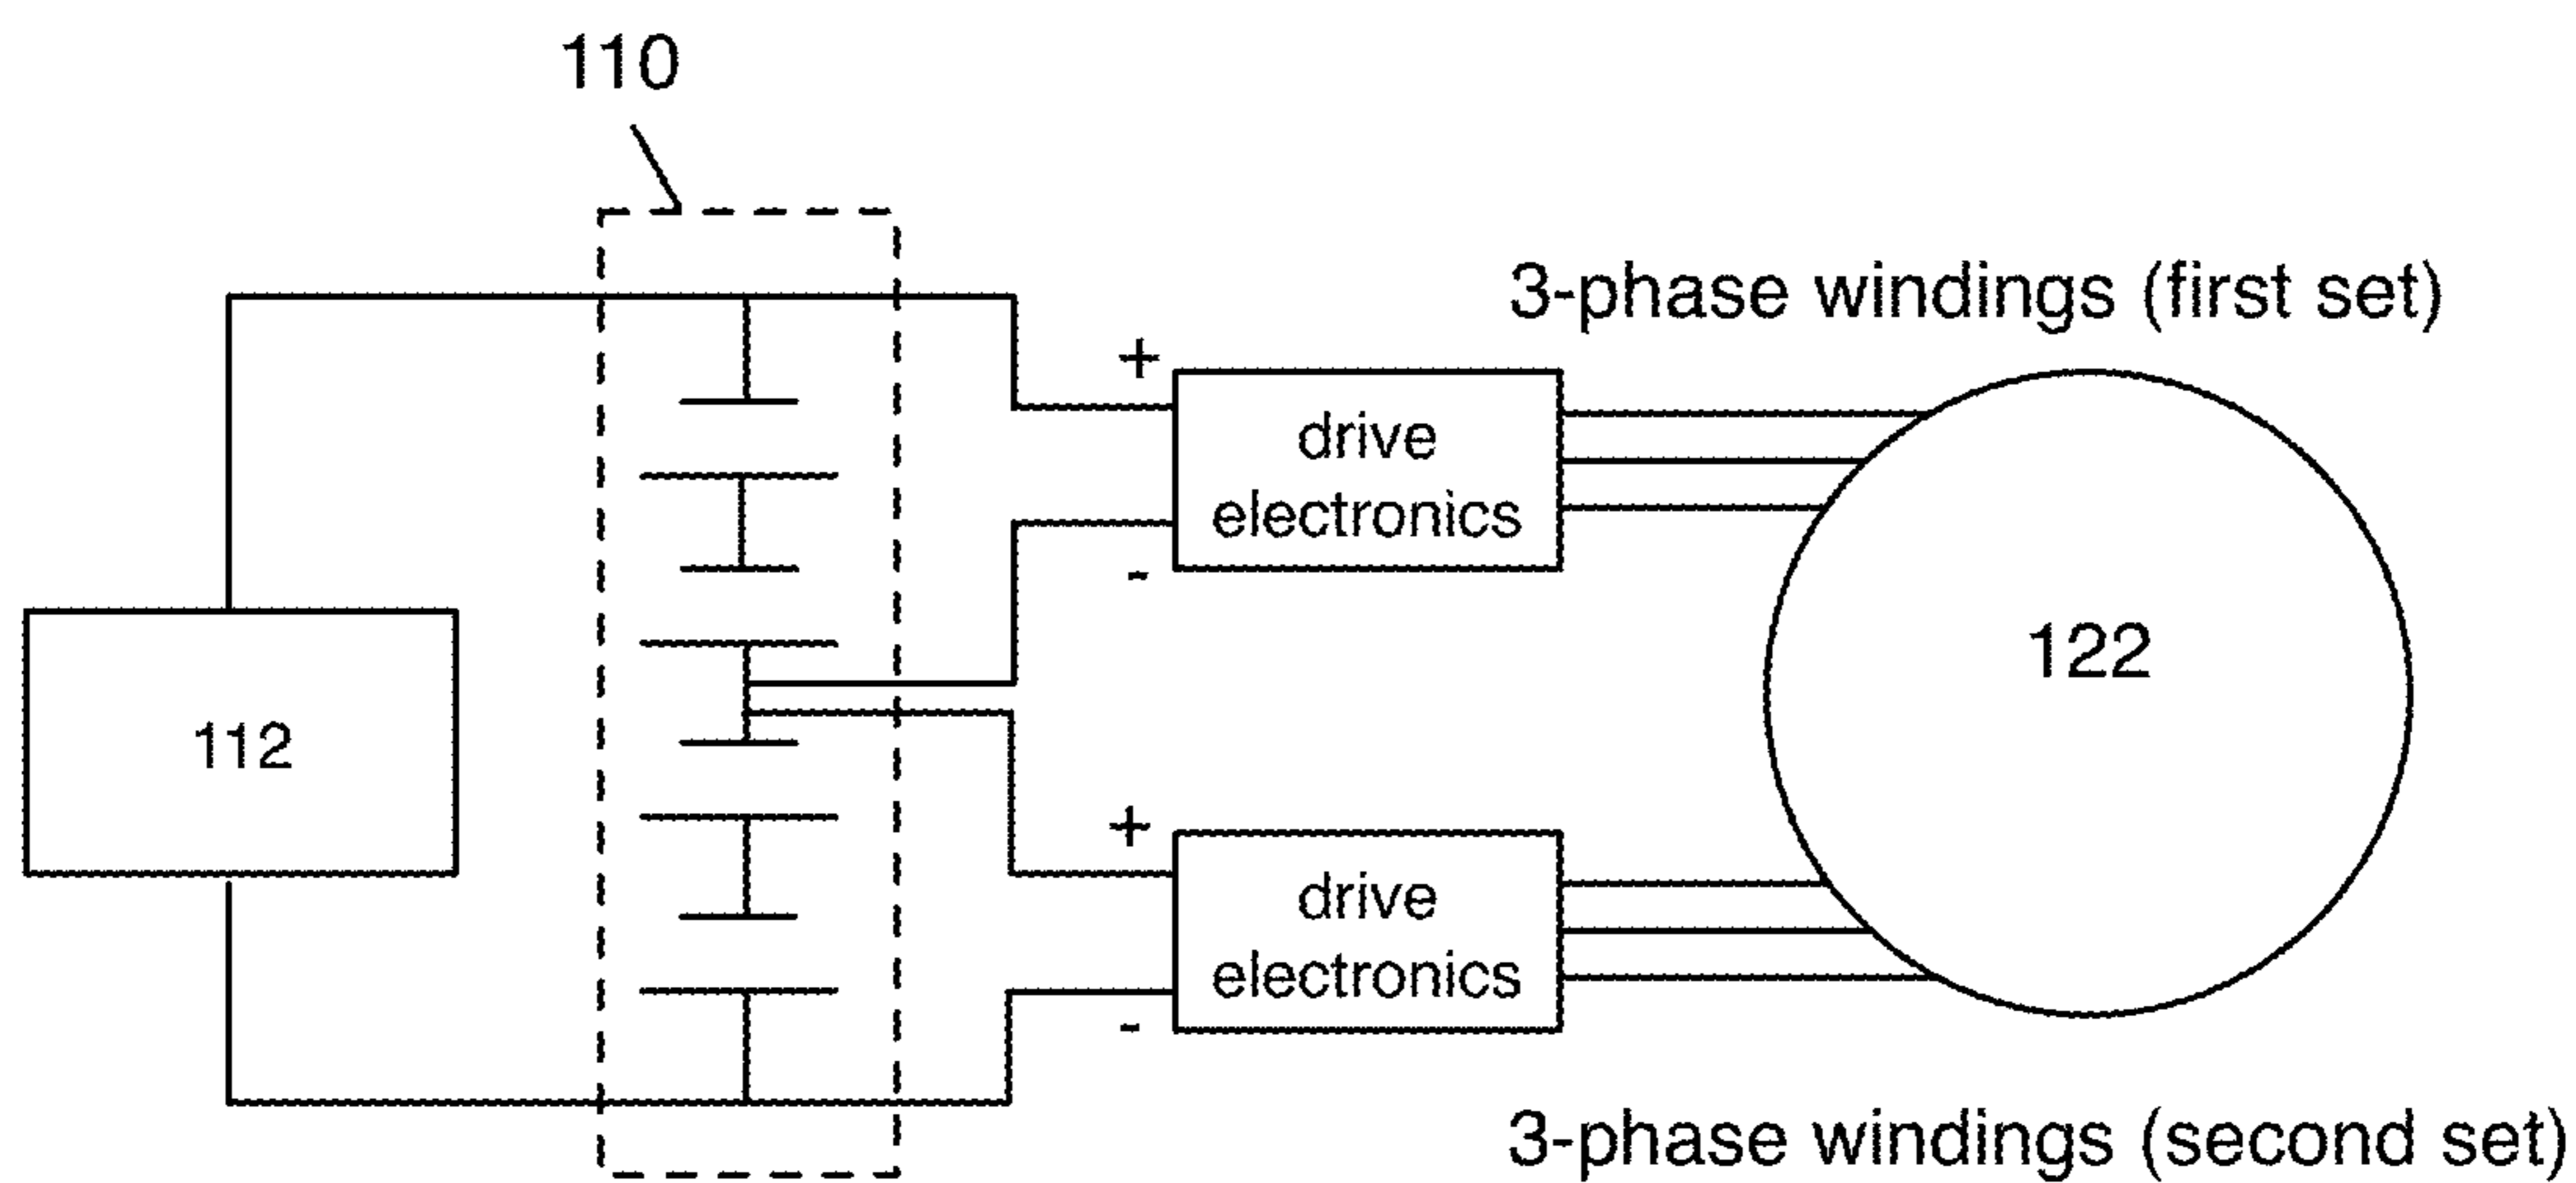 110
3-phase windings (first set)
+
drive
electronics
-
122
112
+
drive
electronics
-
3-phase windings (second set)